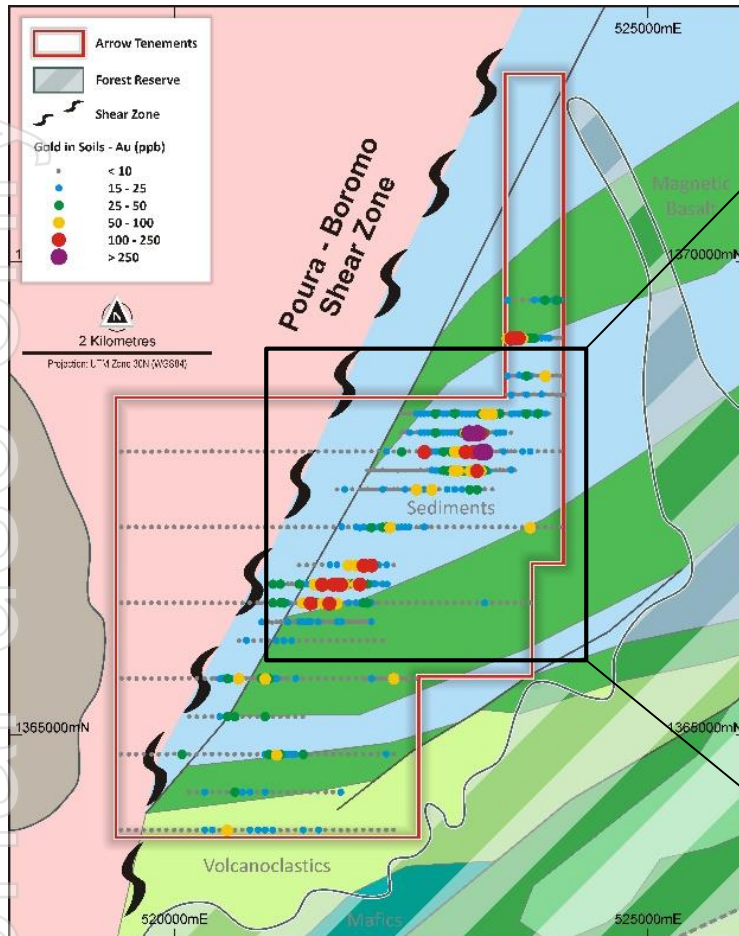 Arrow Tenements
Forest Reserve
Shear Zone
Gold in Soils - Au (ppb)
< 10
15 - 25
25 - 50
50 - 100
100 - 250
> 250
N
2 Kilometres
Projection: UTM Zone 30N (WGS84)
525000mE
Poura - Boromo
Shear Zone
Magnetic
Basalt
1370000mN
Sediments
1365000mN
1365000mN
Volcanoclastics
520000mE
525000mE
Mafics